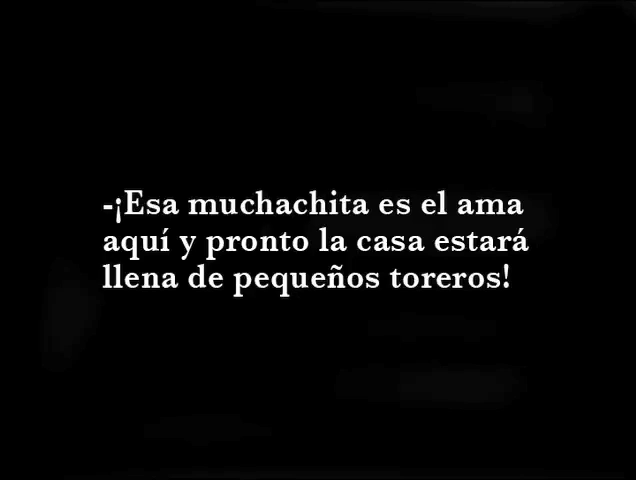 -¡Esa muchachita es el ama
aquí y pronto la casa estará
llena de pequeños toreros!